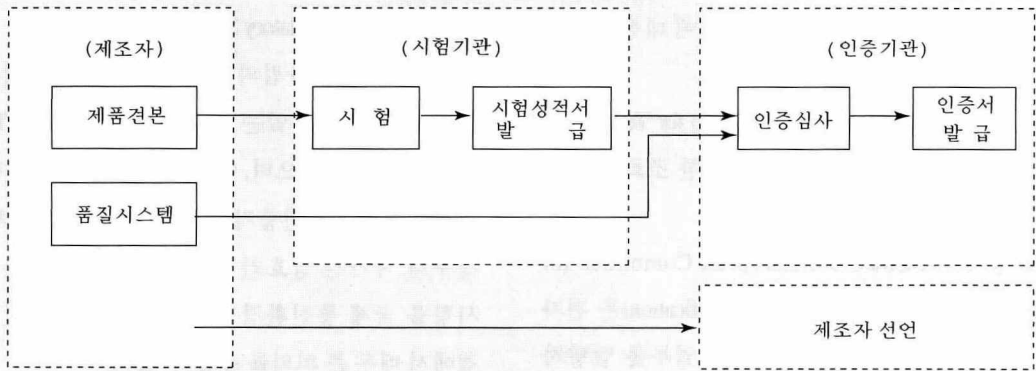 (제조자)
(시험기관)
(인증기관)
제품견본
시 험
시험성적서
발 급
인증심사
인증서
발 급
품질시스템
제조자 선언